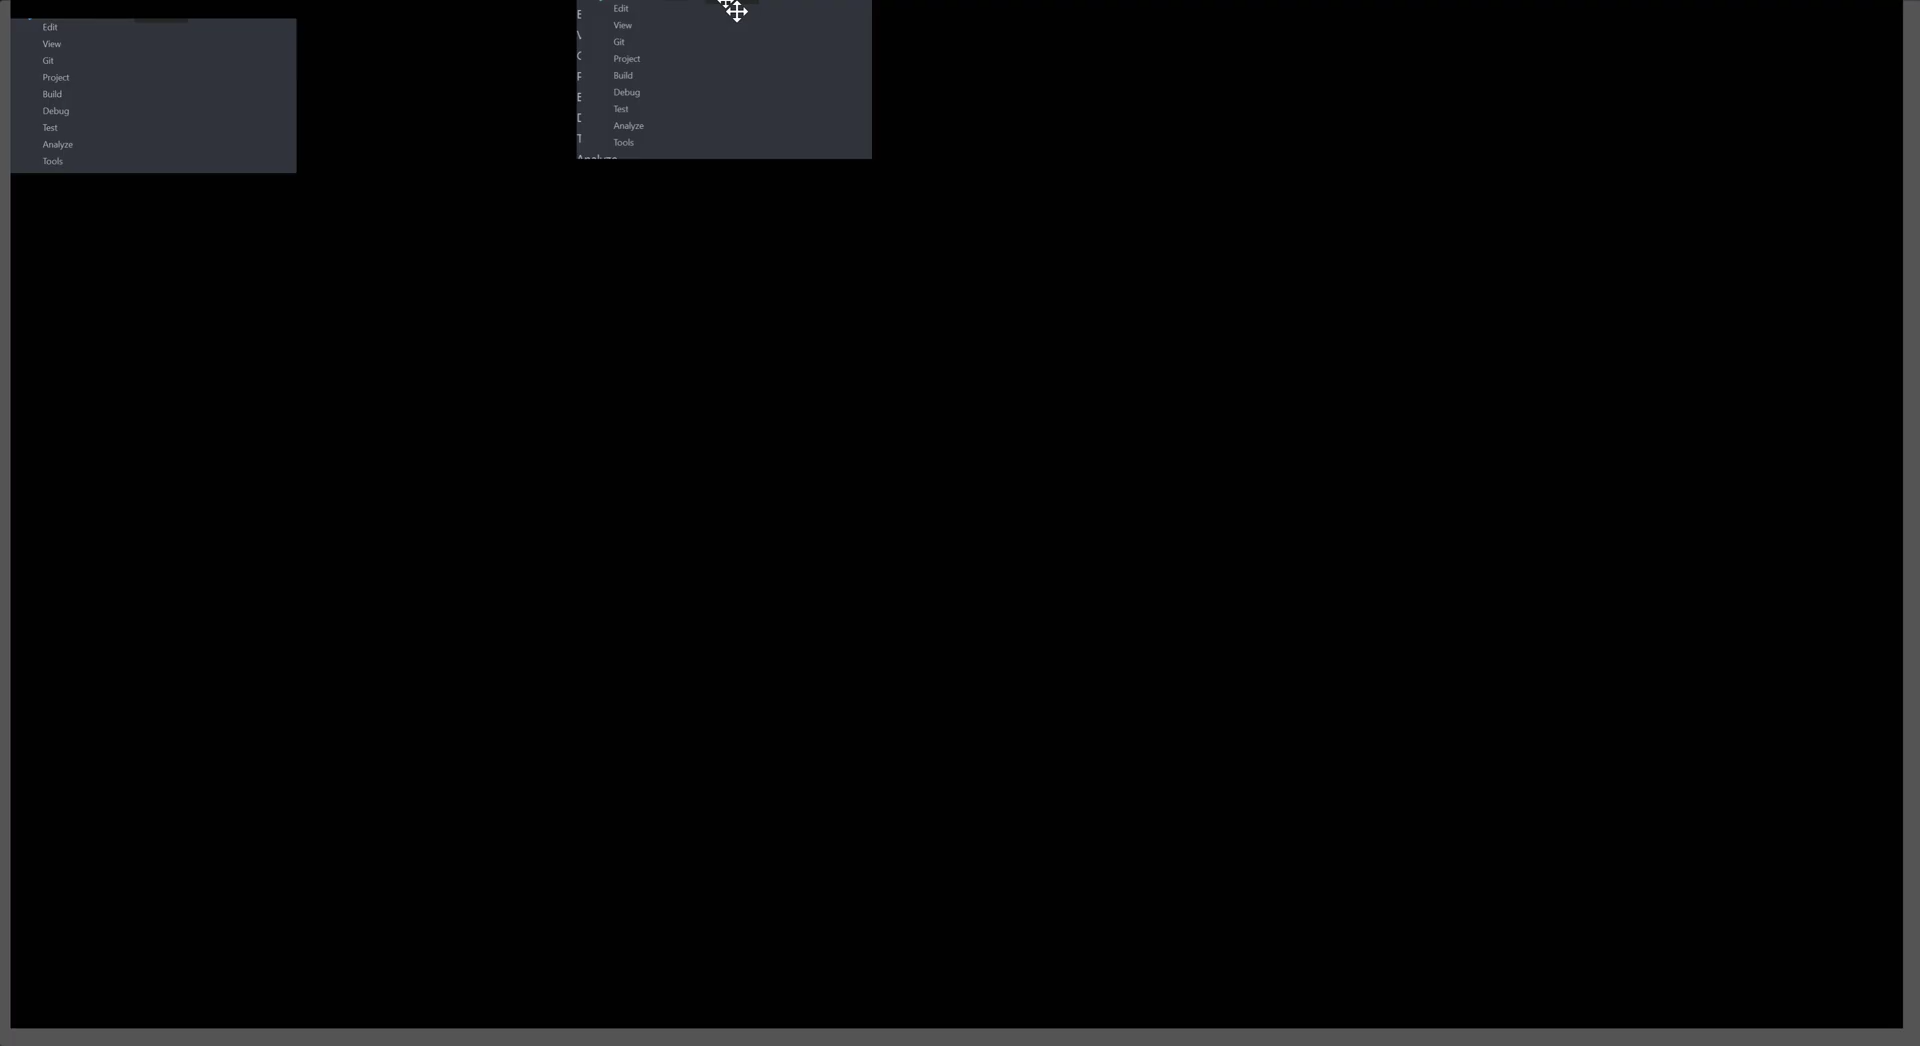 Edit
View
Git
Project
Build
Debug
Test
Analyze
Tools
Edit
View
Git
Project
Build
Debug
Test
Analyze
Tools